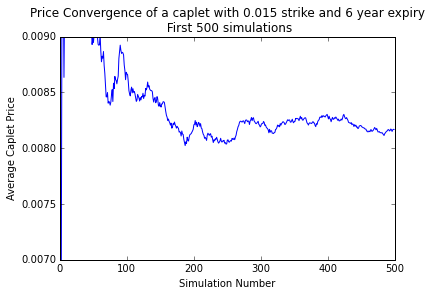 Price Convergence of a caplet with 0.015 strike and 6 year expiry
First 500 simulations
0.0090
0.0085
0.0080
0.0075
0.0070
Average Caplet Price
0
100
200
300
400
500
Simulation Number